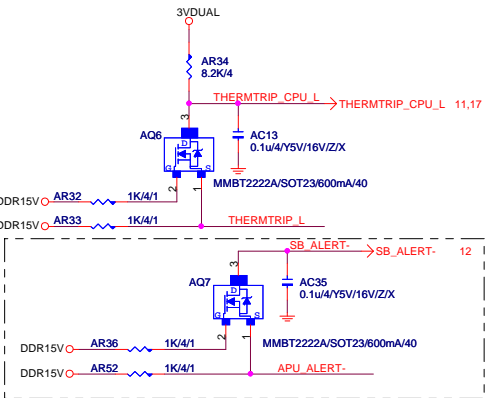 3VDUAL
AR34
8.2K/4
THERMTRIP_CPU_L
THERMTRIP_CPU_L 11,17
3
AQ6
D
G
S
AC13
0.1u/4/Y5V/16V/Z/X
MMBT2222A/SOT23/600mA/40
2
1
DDR15V
AR32
1K/4/1
DDR15V
AR33
1K/4/1
THERMTRIP_L
SB_ALERT-
SB_ALERT- 12
3
AQ7
D
G
S
AC35
0.1u/4/Y5V/16V/Z/X
MMBT2222A/SOT23/600mA/40
2
1
DDR15V
AR36
1K/4/1
DDR15V
AR52
1K/4/1
APU_ALERT-